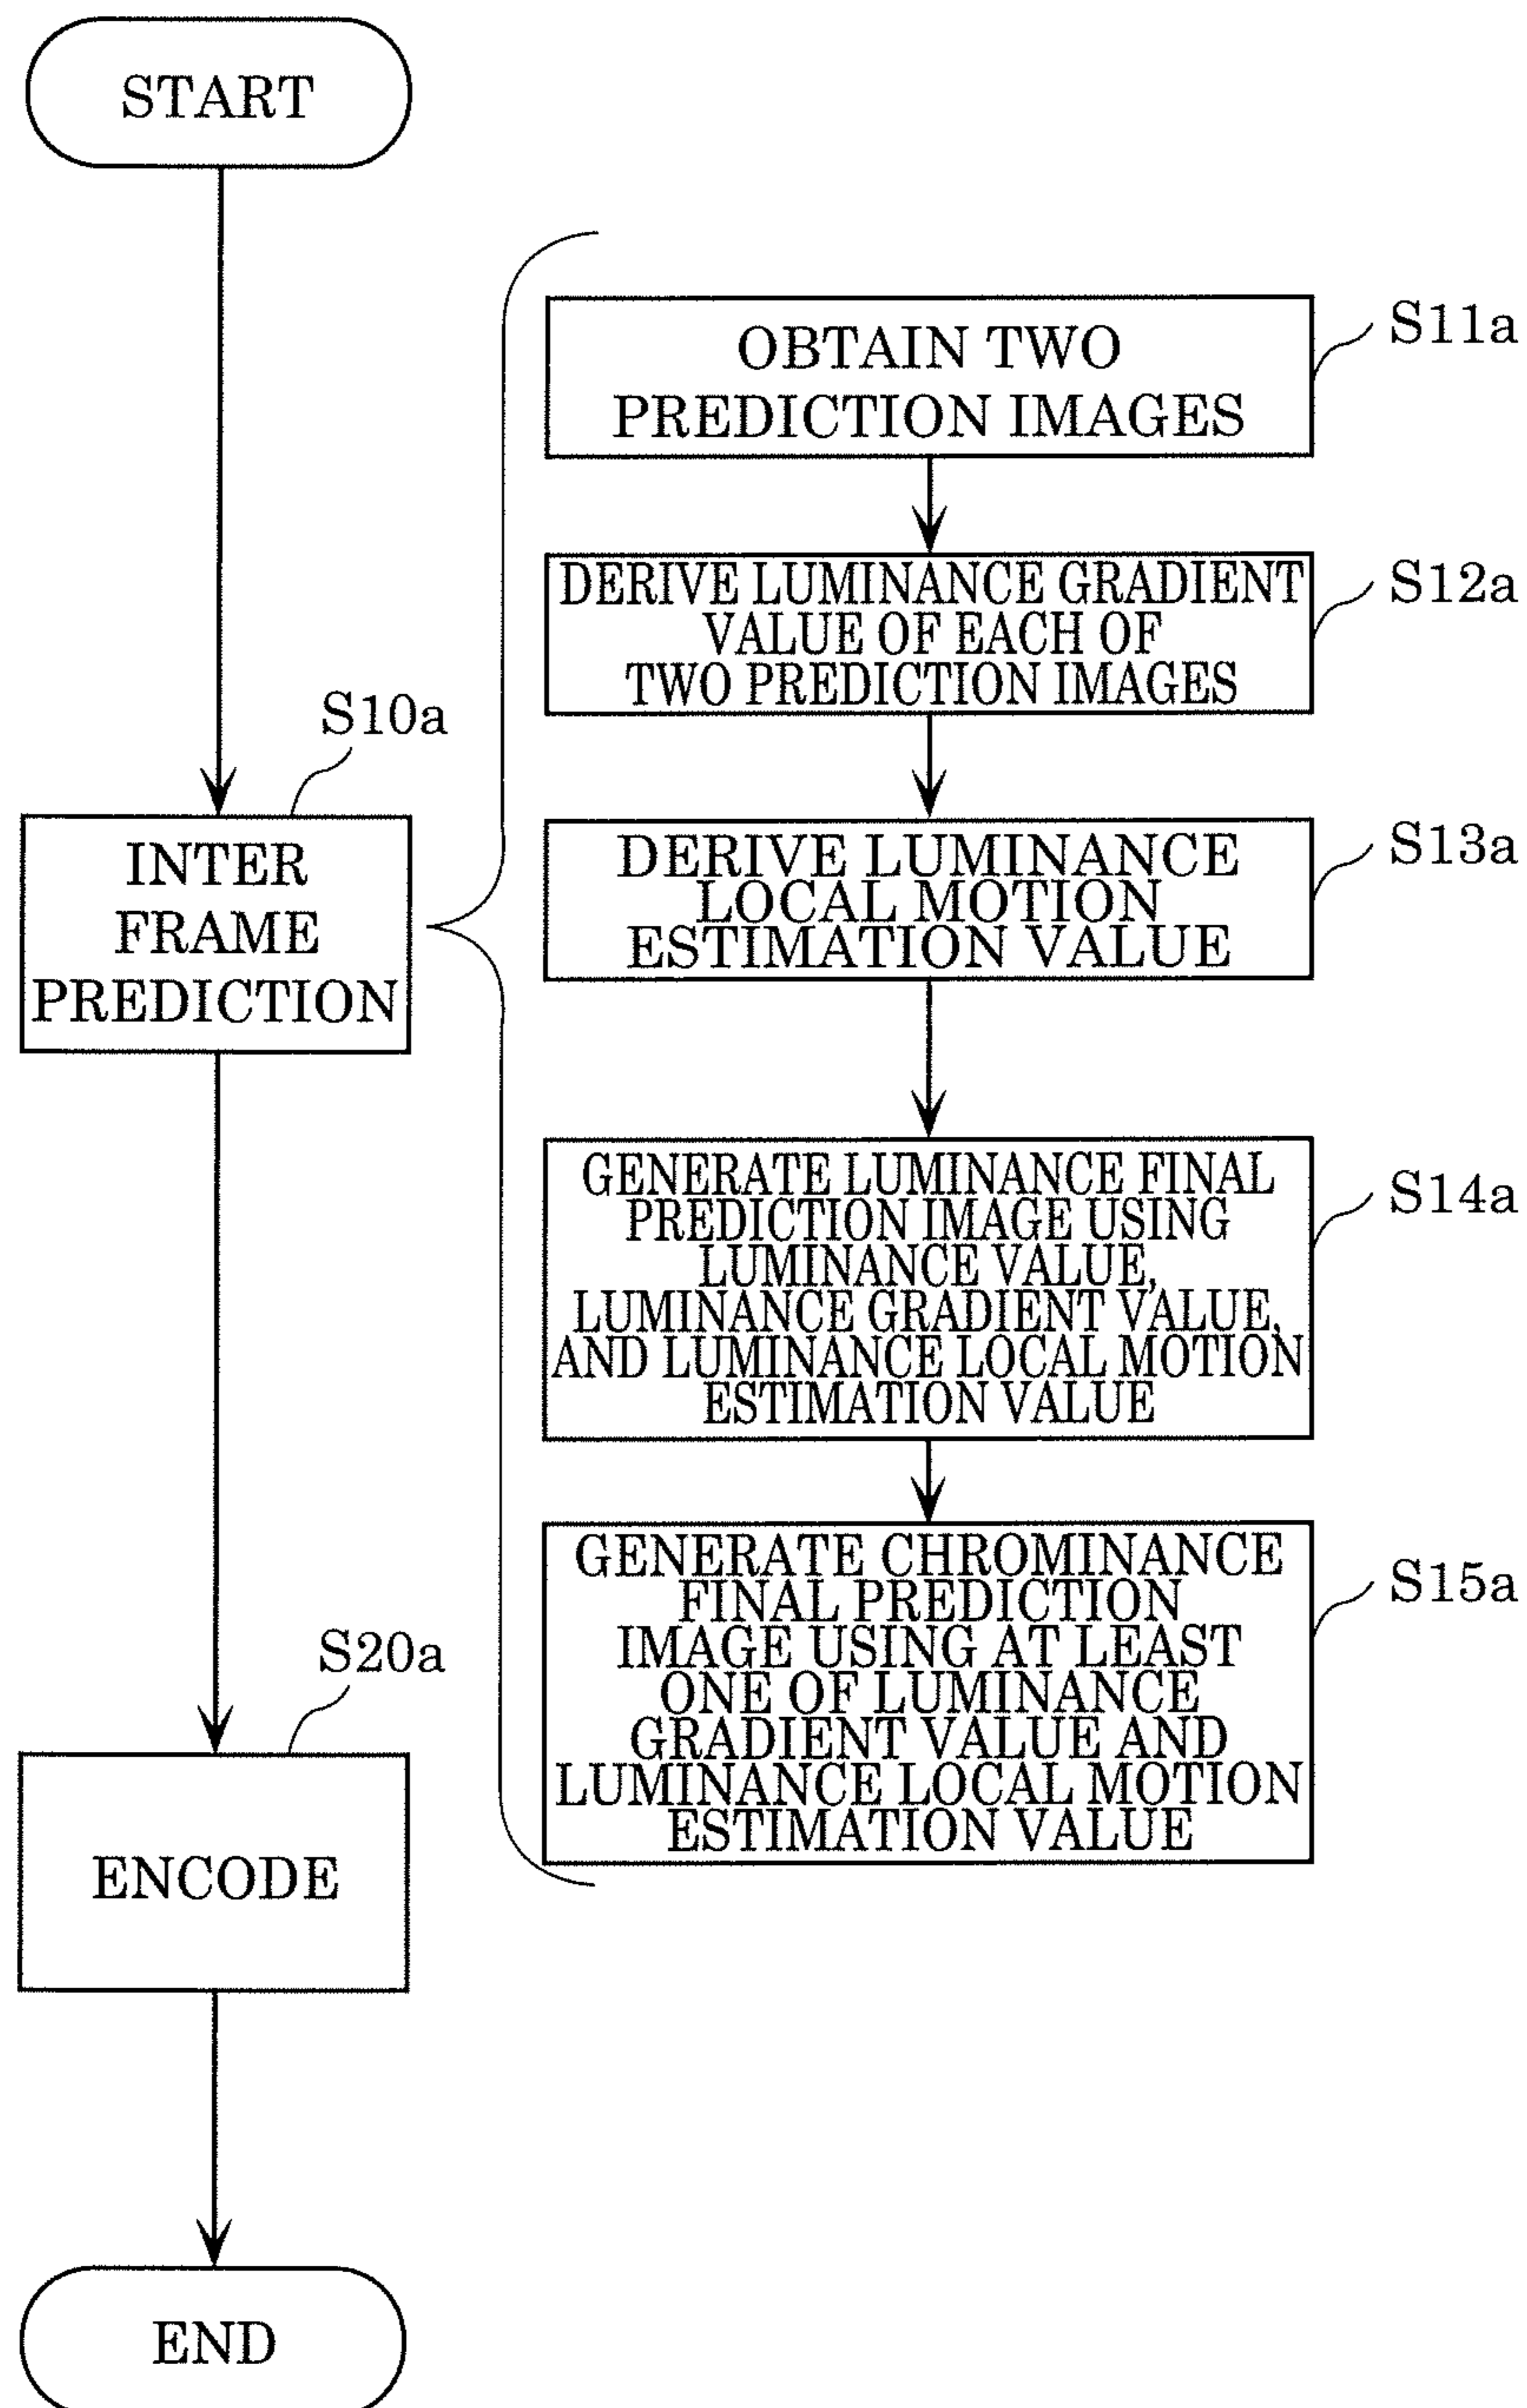 START
S10a
INTER
FRAME
PREDICTION
S20a
ENCODE
END
OBTAIN TWO
PREDICTION IMAGES
S11a
DERIVE LUMINANCE GRADIENT
VALUE OF EACH OF
TWO PREDICTION IMAGES
S12a
DERIVE LUMINANCE
LOCAL MOTION
ESTIMATION VALUE
S13a
GENERATE LUMINANCE FINAL
PREDICTION IMAGE USING
LUMINANCE VALUE,
LUMINANCE GRADIENT VALUE,
AND LUMINANCE LOCAL MOTION
ESTIMATION VALUE
S14a
GENERATE CHROMINANCE
FINAL PREDICTION
IMAGE USING AT LEAST
ONE OF LUMINANCE
GRADIENT VALUE AND
LUMINANCE LOCAL MOTION
ESTIMATION VALUE
S15a